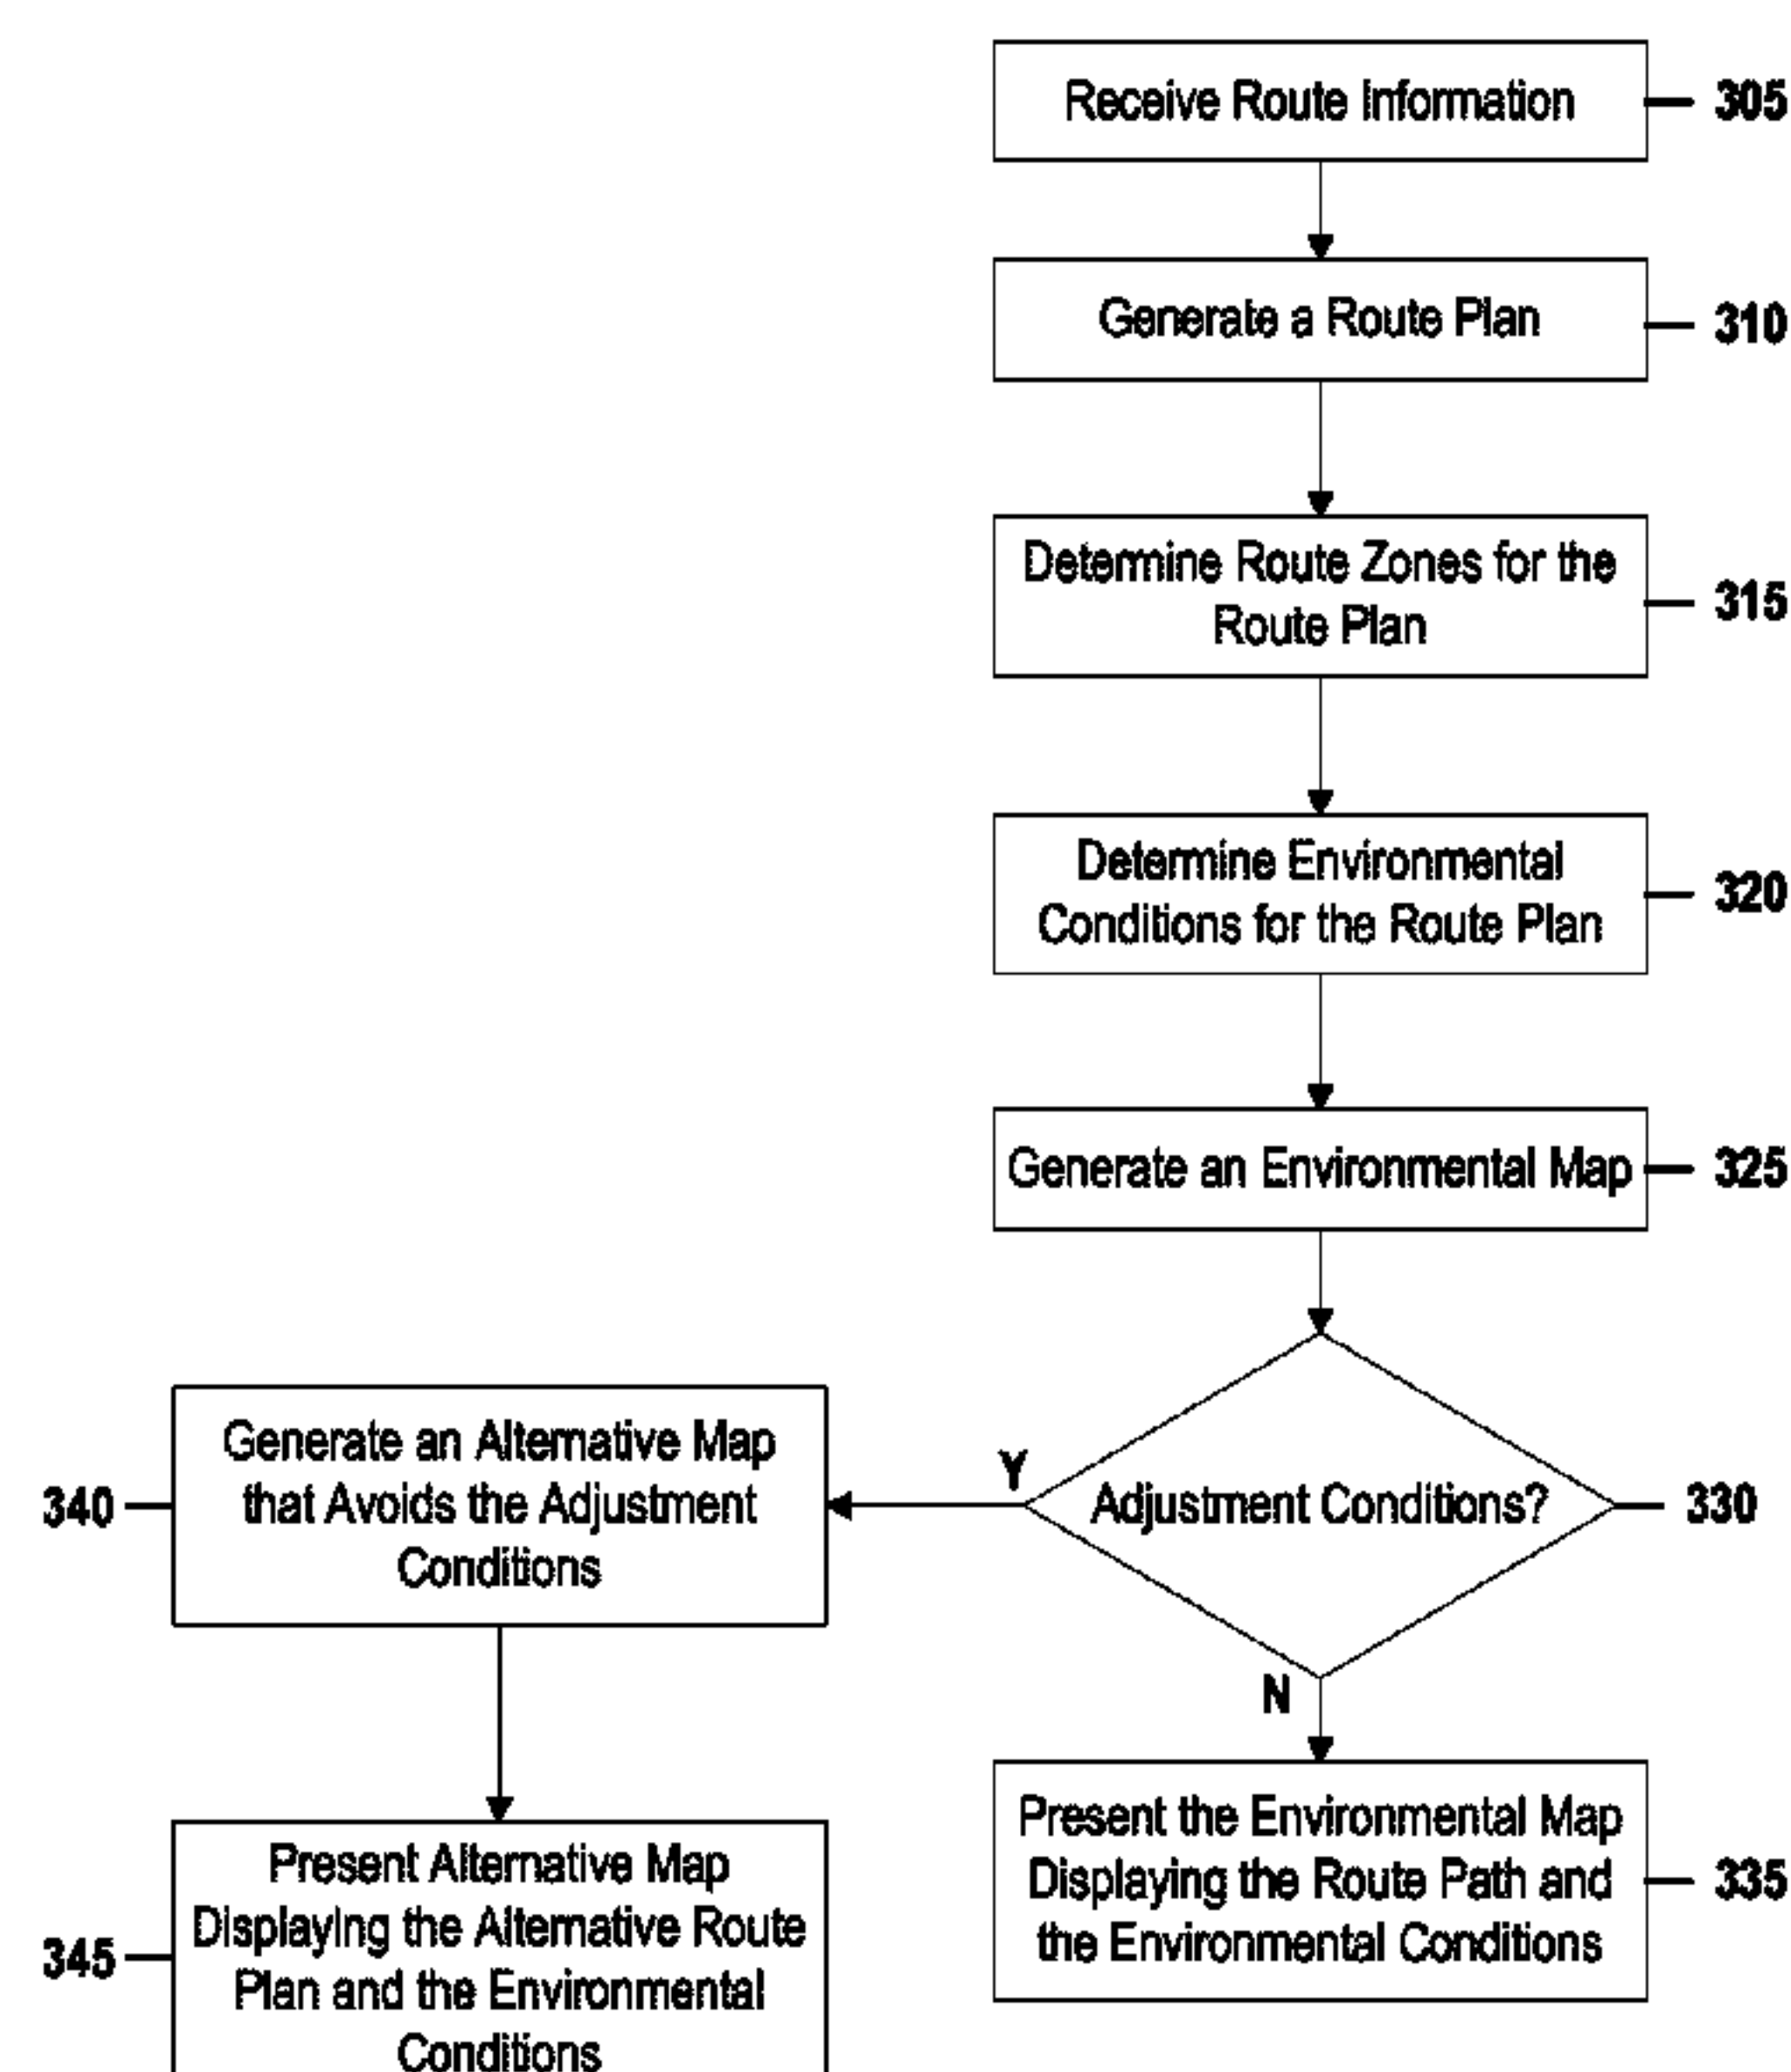 Receive Route Information
305
Generate a Route Plan
310
Determine Route Zones for the
Route Plan
315
Determine Environmental
Conditions for the Route Plan
320
Generate an Environmental Map
325
Adjustment Conditions?
330
Y
N
Generate an Alternative Map
that Avoids the Adjustment
Conditions
340
Present the Environmental Map
Displaying the Route Path and
the Environmental Conditions
335
Present Alternative Map
Displaying the Alternative Route
Plan and the Environmental
Conditions
345